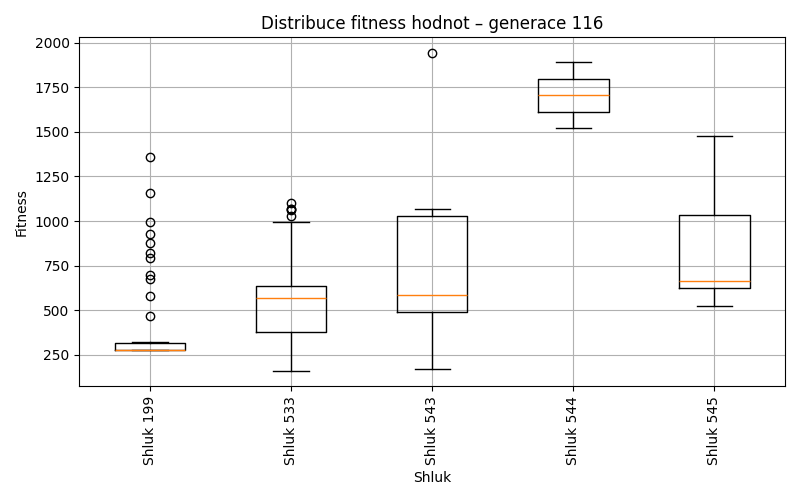 Distribuce fitness hodnot – generace 116
Fitness
2000
1750
1500
1250
1000
750
500
250
Shluk 199
Shluk 533
Shluk 543
Shluk 544
Shluk 545
Shluk